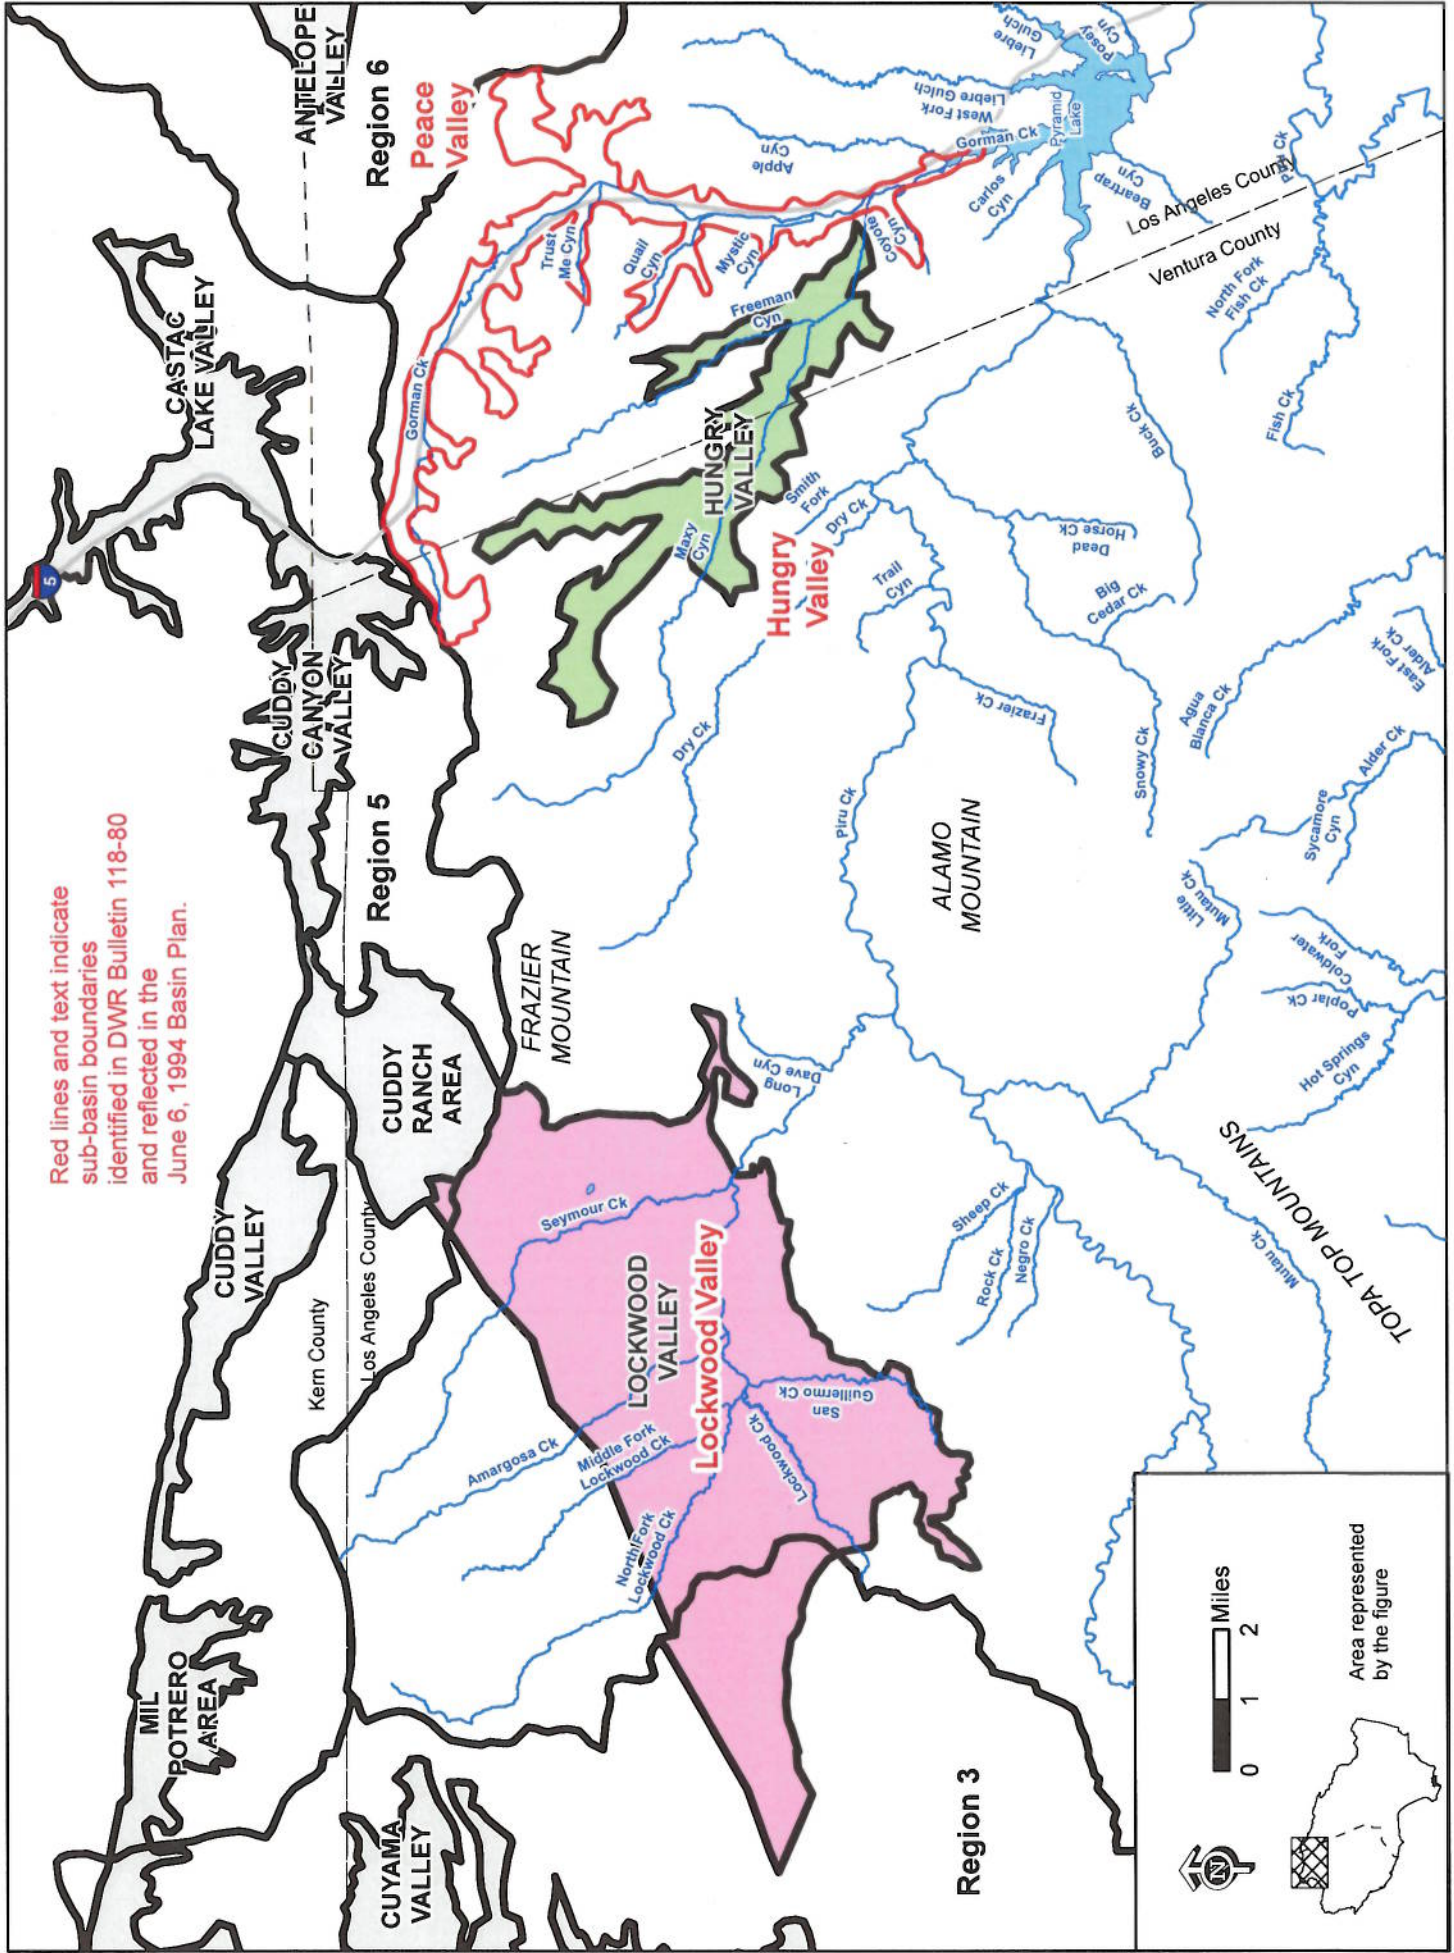 5
Red lines and text indicate
sub-basin boundaries
identified in DWR Bulletin 118-80
and reflected in the
June 6, 1994 Basin Plan.
MIL
POTRERO
AREA
CUDDY
VALLEY
CASTAC
LAKE VALLEY
CUDDY
CANYON
VALLEY
ANTELOPE
VALLEY
Kern County
Los Angeles County
CUYAMA
VALLEY
CUDDY
RANCH
AREA
Region 5
Region 6
Peace
Valley
Gorman Ck
FRAZIER
MOUNTAIN
Amargosa Ck
Seymour Ck
Middle Fork
Lockwood Ck
North Fork
Lockwood Ck
LOCKWOOD
VALLEY
Lockwood Valley
Lockwood Ck
San
Guillermo Ck
Long
Dave Cyn
Dry Ck
Maxy
Cyn
HUNGRY
VALLEY
Hungry
Valley
Freeman
Cyn
Trust
Me Cyn
Quail
Cyn
Mystic
Cyn
Coyote
Cyn
Apple
Cyn
West Fork
Liebre Gulch
Liebre
Gulch
Posey
Cyn
Gorman Ck
Pyramid
Lake
Carlos
Cyn
Beartrap
Cyn
Smith
Fork
Dry Ck
Trail
Cyn
Piru Ck
ALAMO
MOUNTAIN
Frazier Ck
Dead
Horse Ck
Big
Cedar Ck
Buck Ck
Snowy Ck
Los Angeles County
Ventura County
Piru Ck
North Fork
Fish Ck
Fish Ck
Agua
Blanca Ck
East Fork
Alder Ck
Alder Ck
Sycamore
Cyn
Little
Mutau Ck
Coldwater
Fork
Poplar Ck
Hot Springs
Cyn
Sheep Ck
Rock Ck
Negro Ck
Mutau Ck
TOPA TOP MOUNTAINS
Region 3
N
0 1 2
Miles
Area represented
by the figure